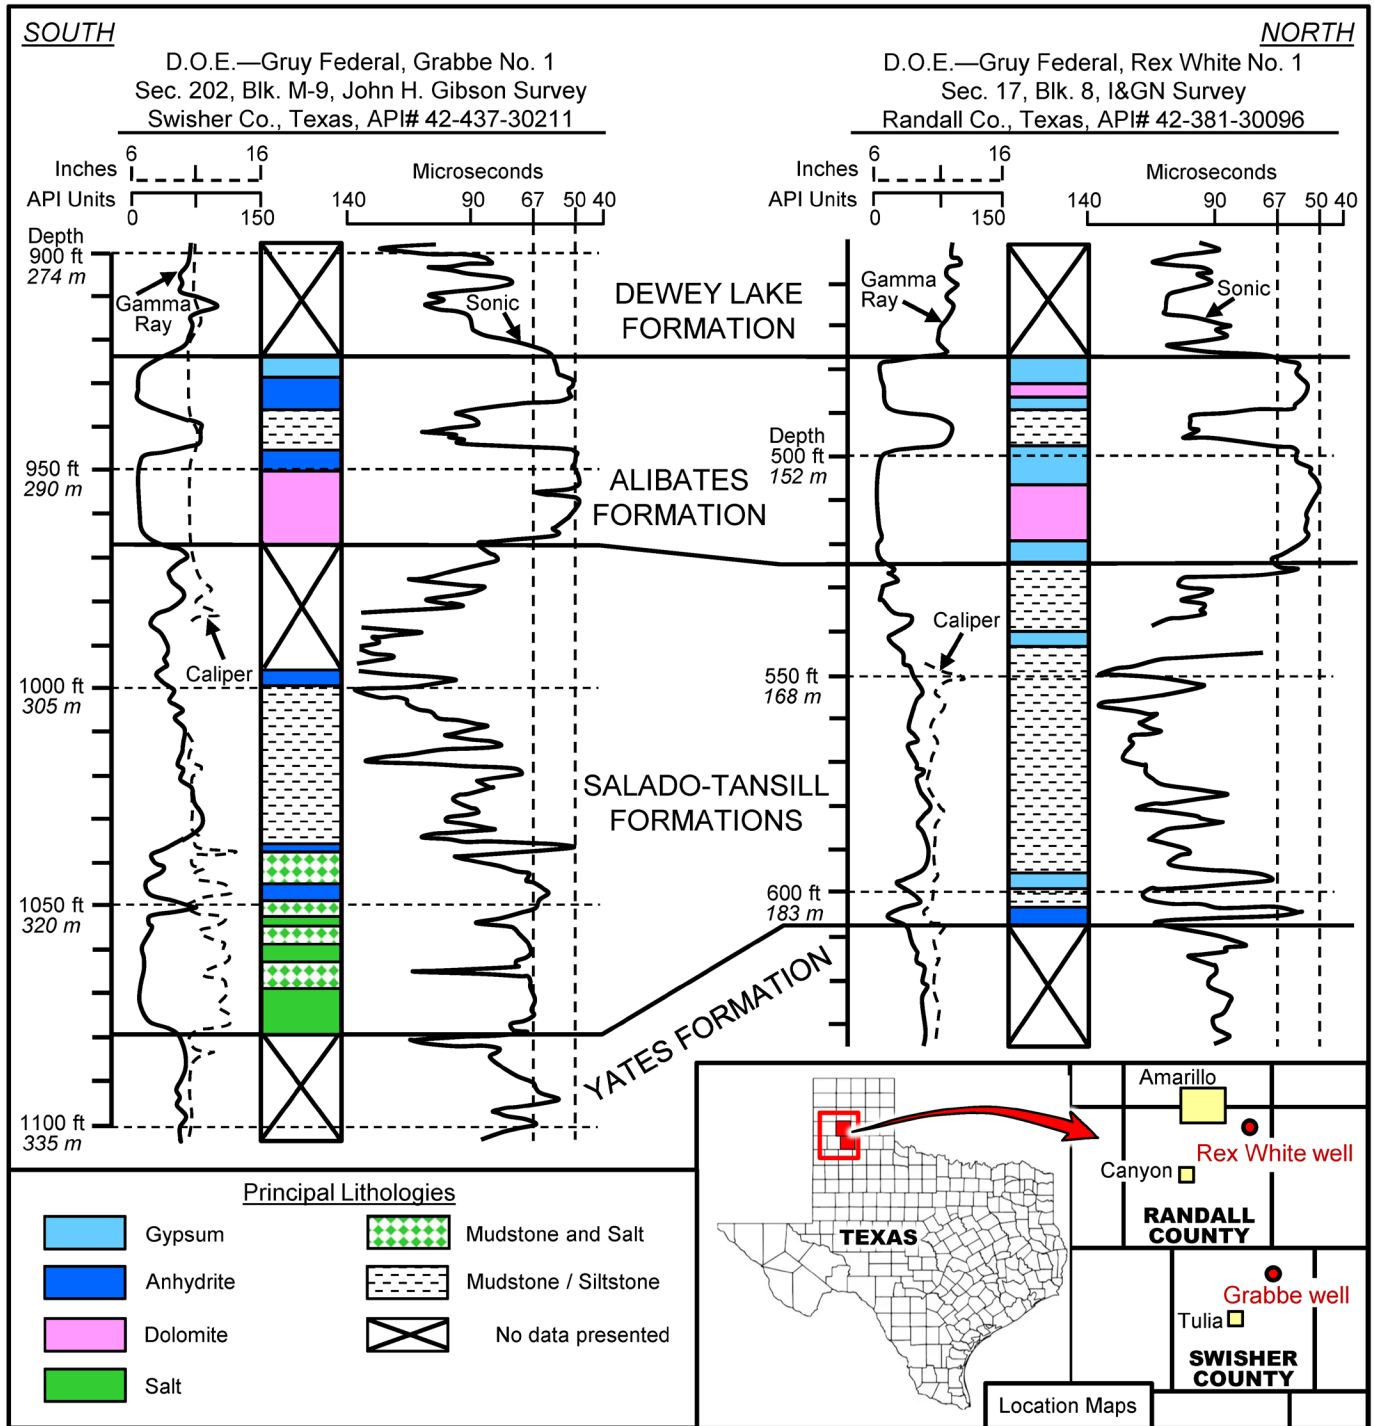 SOUTH
NORTH
D.O.E.—Gruy Federal, Grabbe No. 1
Sec. 202, Blk. M-9, John H. Gibson Survey
Swisher Co., Texas, API# 42-437-30211
D.O.E.—Gruy Federal, Rex White No. 1
Sec. 17, Blk. 8, I&GN Survey
Randall Co., Texas, API# 42-381-30096
6 16
Inches
API Units
0 150
Microseconds
140 90 67 50 40
6 16
Inches
API Units
0 150
Microseconds
140 90 67 50 40
Depth
900 ft
274 m
Gamma
Ray
Sonic
DEWEY LAKE
FORMATION
Gamma
Ray
Sonic
950 ft
290 m
ALIBATES
FORMATION
Depth
500 ft
152 m
Caliper
1000 ft
305 m
Caliper
550 ft
168 m
SALADO-TANSILL
FORMATIONS
1050 ft
320 m
600 ft
183 m
YATES FORMATION
1100 ft
335 m
Principal Lithologies
Gypsum
Anhydrite
Dolomite
Salt
Mudstone and Salt
Mudstone / Siltstone
No data presented
TEXAS
Amarillo
Rex White well
Canyon
RANDALL
COUNTY
Grabbe well
Tulia
SWISHER
COUNTY
Location Maps